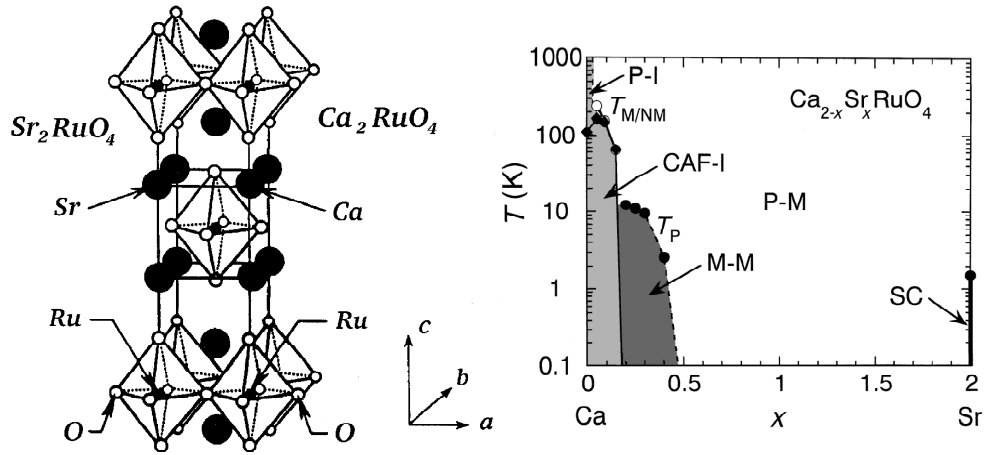 Sr₂RuO₄
Ca₂RuO₄
Sr
Ca
Ru
Ru
O
O
c
b
a
1000
100
10
1
0.1
T (K)
P-I
T_M/NM
Ca₂₋ₓSrₓRuO₄
CAF-I
P-M
T_P
M-M
SC
0
0.5
1
1.5
2
Ca
x
Sr